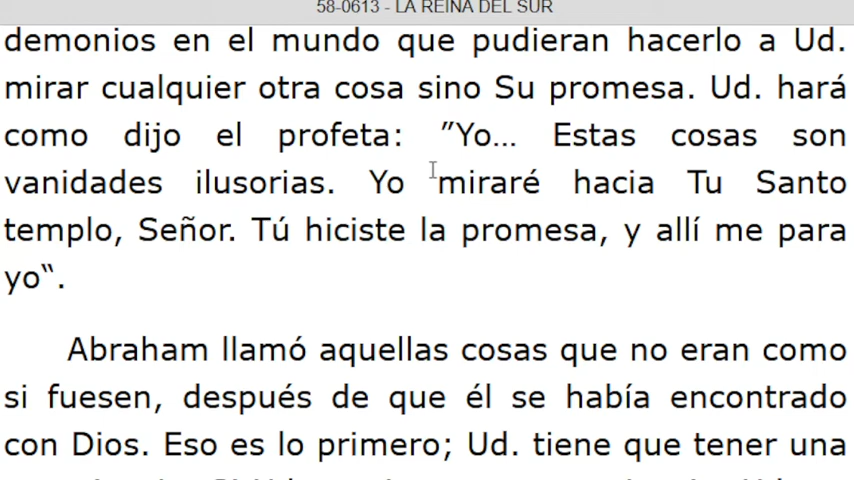 58-0613 - LA REINA DEL SUR
demonios en el mundo que pudieran hacerlo a Ud.
mirar cualquier otra cosa sino Su promesa. Ud. hará
como dijo el profeta: ”Yo… Estas cosas son
vanidades ilusorias. Yo miraré hacia Tu Santo
templo, Señor. Tú hiciste la promesa, y allí me para
yo“.
Abraham llamó aquellas cosas que no eran como
si fuesen, después de que él se había encontrado
con Dios. Eso es lo primero; Ud. tiene que tener una